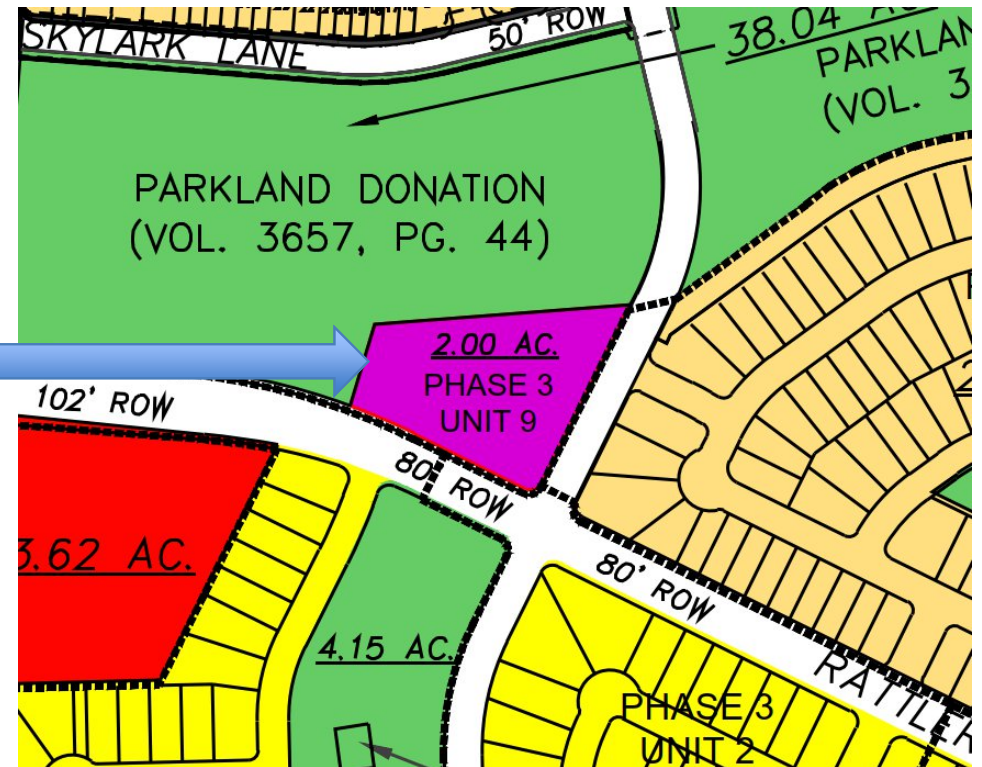 SKYLARK LANE
50' ROW
38.04
PARKLAN
(VOL. 3
PARKLAND DONATION
(VOL. 3657, PG. 44)
2.00 AC.
PHASE 3
UNIT 9
102' ROW
80' ROW
3.62 AC.
80' ROW
4.15 AC.
RATTLER
PHASE 3
UNIT 2